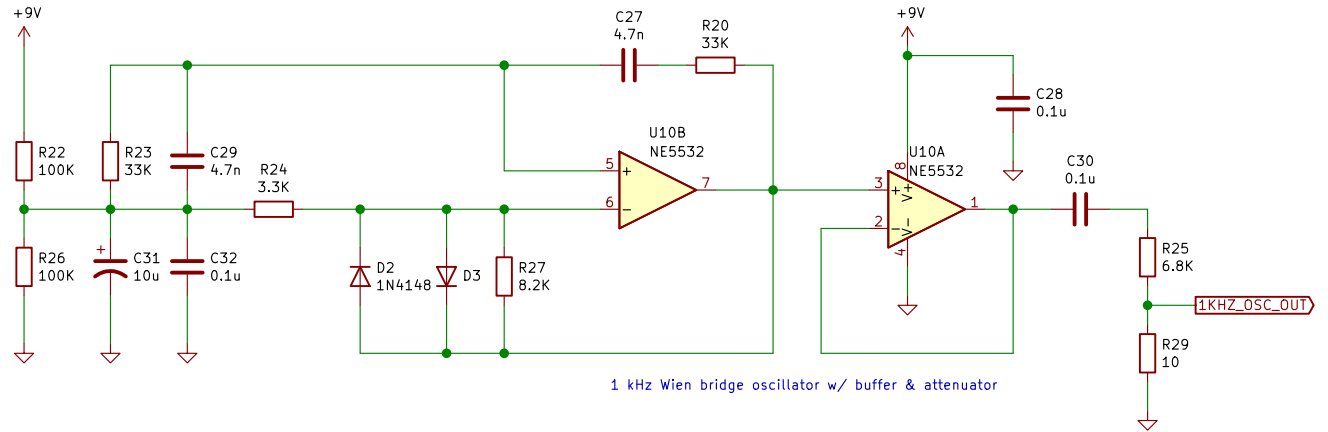 +9V
+9V
C27
4.7n
R20
33K
C28
0.1u
R22
100K
R23
33K
C29
4.7n
R24
3.3K
U10B
NE5532
5
+
7
6
-
U10A
NE5532
8
V+
3
+
1
2
-
V-
4
C30
0.1u
R26
100K
+
C31
10u
C32
0.1u
D2
1N4148
D3
R27
8.2K
R25
6.8K
1KHZ_OSC_OUT
R29
10
1 kHz Wien bridge oscillator w/ buffer & attenuator